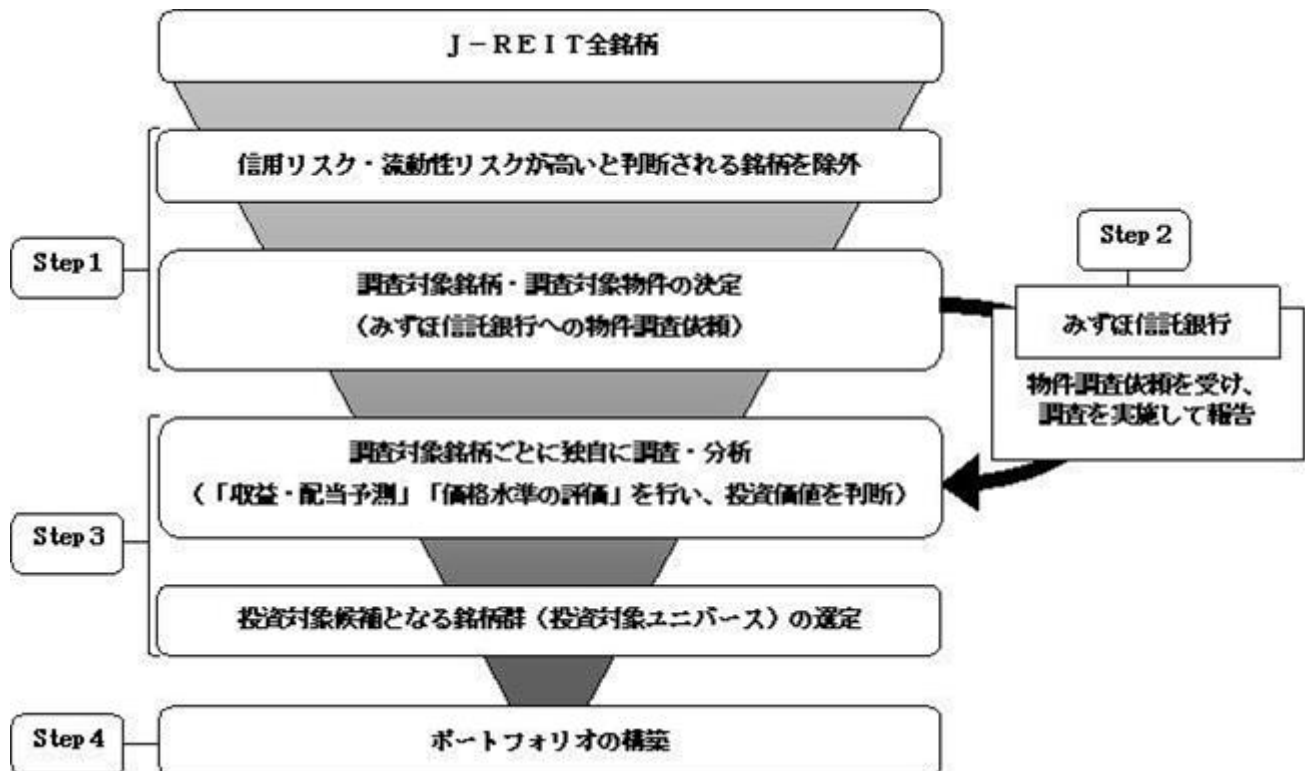 J－ＲＥＩＴ全銘柄
信用リスク・流動性リスクが高いと判断される銘柄を除外
Step 1
調査対象銘柄・調査対象物件の決定
（みずほ信託銀行への物件調査依頼）
Step 2
みずほ信託銀行
物件調査依頼を受け、
調査を実施して報告
Step 3
調査対象銘柄ごとに独自に調査・分析
（「収益・配当予測」「価格水準の評価」を行い、投資価値を判断）
投資対象候補となる銘柄群（投資対象ユニバース）の選定
Step 4
ポートフォリオの構築